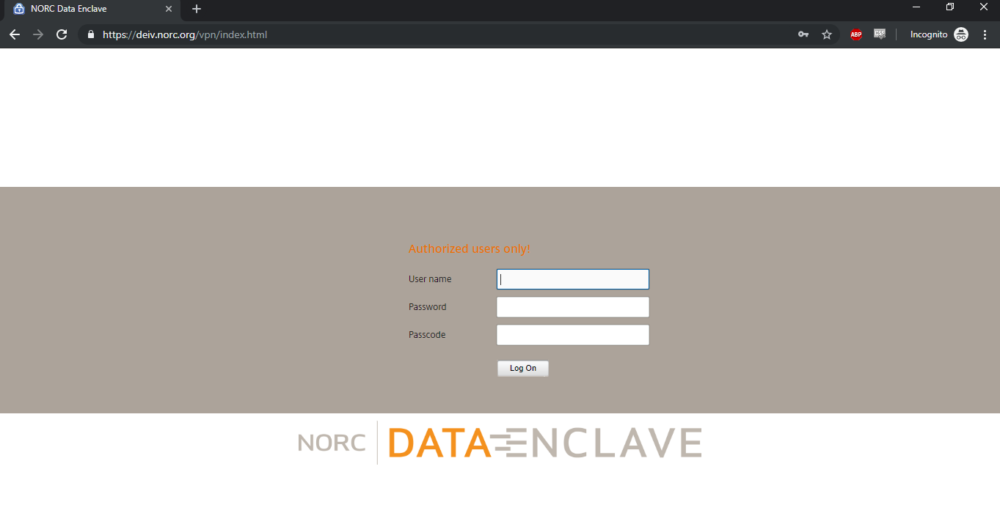 NORC Data Enclave
https://deiv.norc.org/vpn/index.html
ABP
Incognito
Authorized users only!
User name
Password
Passcode
Log On
NORC DATA ENCLAVE